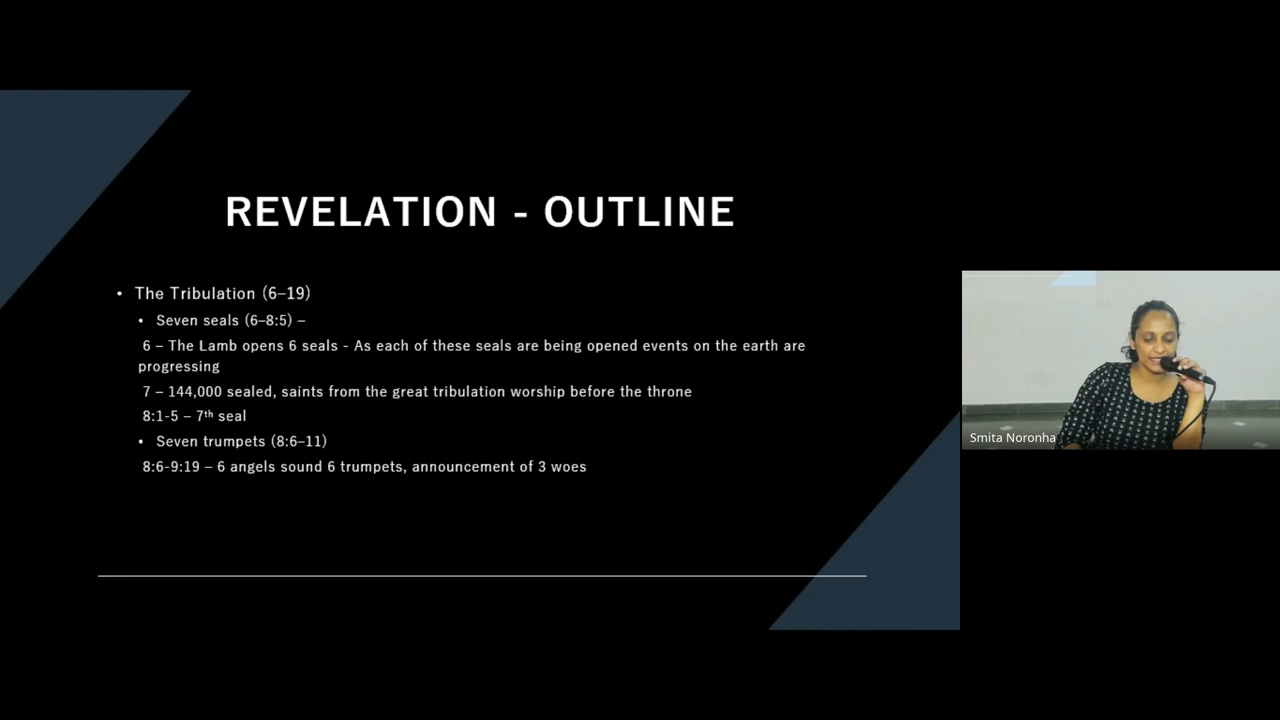 REVELATION - OUTLINE
• The Tribulation (6–19)
• Seven seals (6–8:5) –
6 – The Lamb opens 6 seals - As each of these seals are being opened events on the earth are
progressing
7 – 144,000 sealed, saints from the great tribulation worship before the throne
8:1-5 – 7th seal
• Seven trumpets (8:6–11)
8:6-9:19 – 6 angels sound 6 trumpets, announcement of 3 woes
Smita Noronha